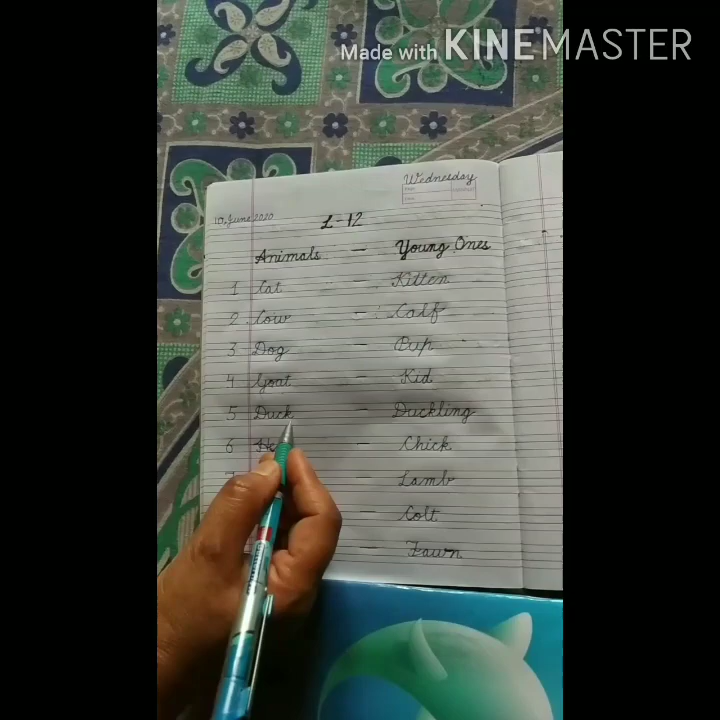 Made with KINEMASTER
Wednesday
10, June 2020
L-12
Animals — Young Ones
1 Cat — Kitten
2 Cow — Calf
3 Dog — Pup
4 Goat — Kid
5 Duck — Duckling
6 — Chick
Lamb
— Colt
— Fawn